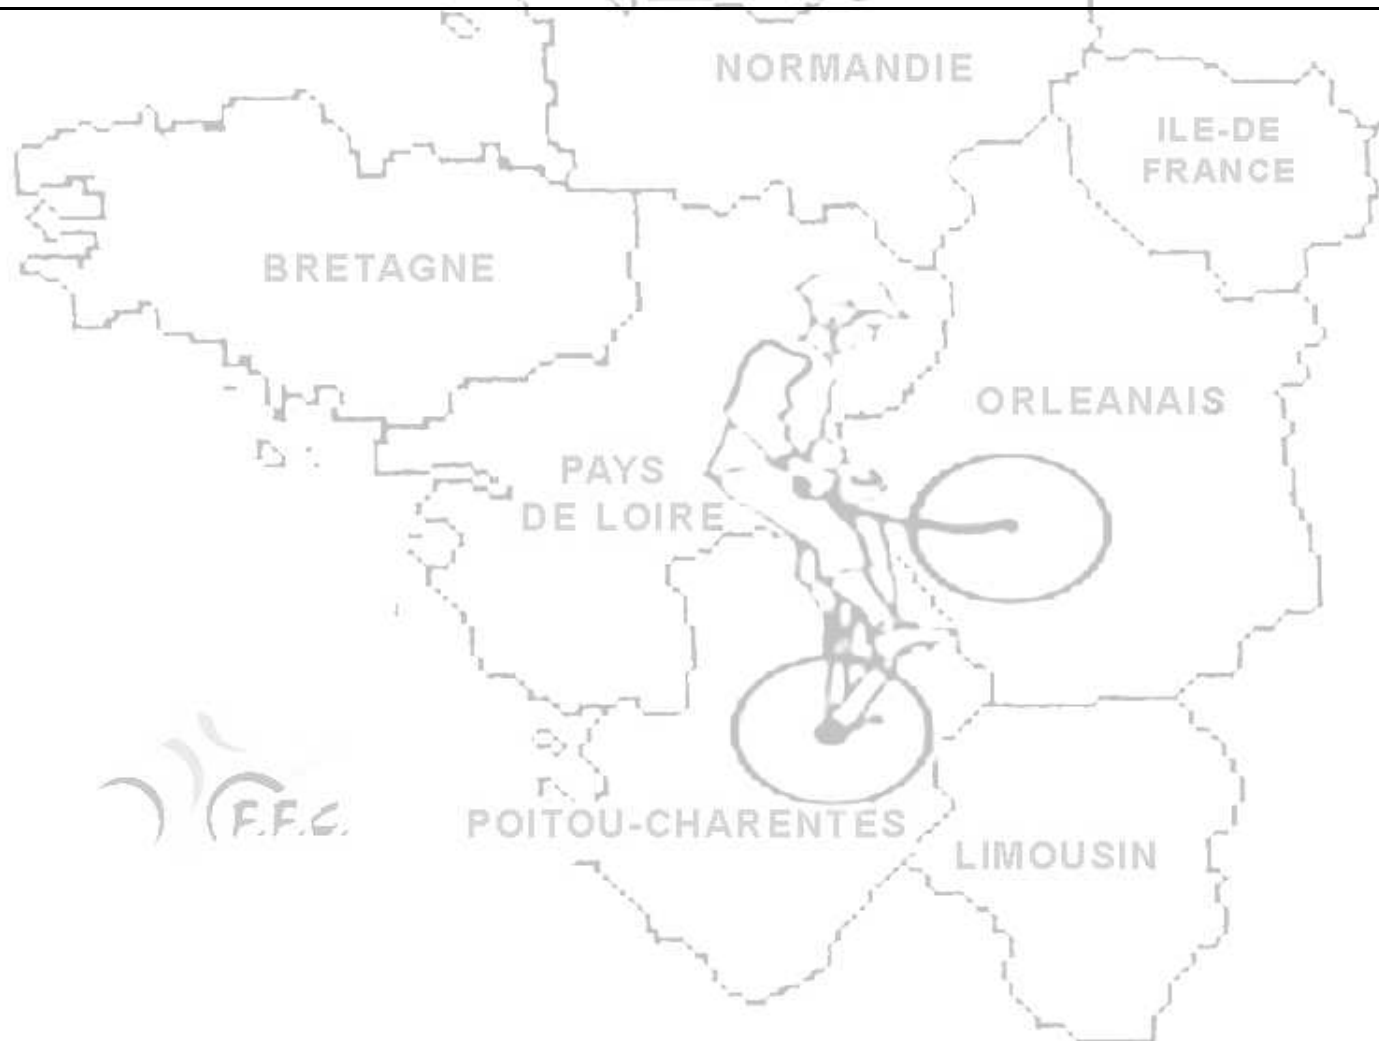 NORMANDIE
ILE-DE
FRANCE
BRETAGNE
ORLEANAIS
PAYS
DE LOIRE
POITOU-CHARENTES
LIMOUSIN
F.F.C.